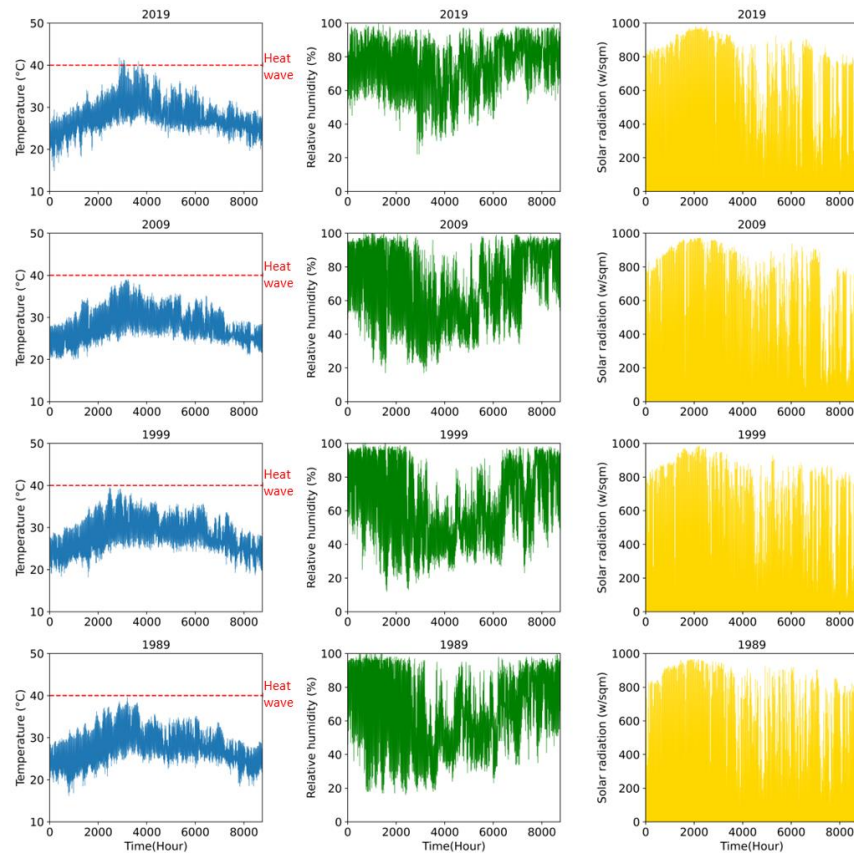 2019
2019
2019
Temperature (°C)
50
40
30
20
10
Heat
wave
0 2000 4000 6000 8000
Relative humidity (%)
100
80
60
40
20
0
0 2000 4000 6000 8000
Solar radiation (w/sqm)
1000
800
600
400
200
0
0 2000 4000 6000 8000
2009
2009
2009
Temperature (°C)
50
40
30
20
10
Heat
wave
0 2000 4000 6000 8000
Relative humidity (%)
100
80
60
40
20
0
0 2000 4000 6000 8000
Solar radiation (w/sqm)
1000
800
600
400
200
0
0 2000 4000 6000 8000
1999
1999
1999
Temperature (°C)
50
40
30
20
10
Heat
wave
0 2000 4000 6000 8000
Relative humidity (%)
100
80
60
40
20
0
0 2000 4000 6000 8000
Solar radiation (w/sqm)
1000
800
600
400
200
0
0 2000 4000 6000 8000
1989
1989
1989
Temperature (°C)
50
40
30
20
10
Heat
wave
0 2000 4000 6000 8000
Time(Hour)
Relative humidity (%)
100
80
60
40
20
0
0 2000 4000 6000 8000
Time(Hour)
Solar radiation (w/sqm)
1000
800
600
400
200
0
0 2000 4000 6000 8000
Time(Hour)